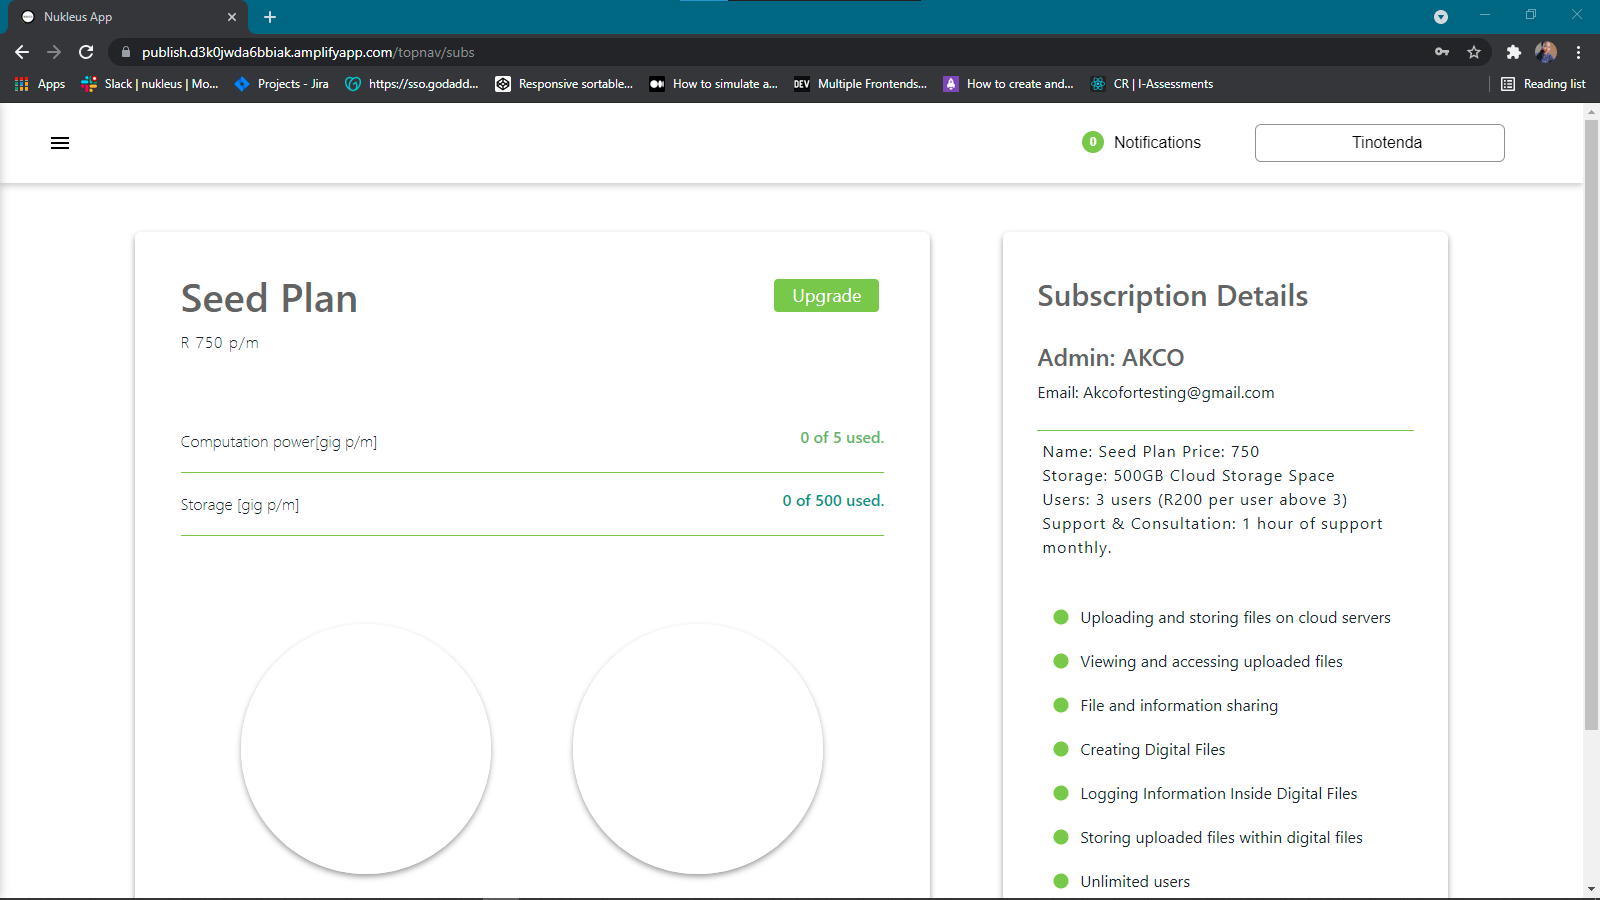 Nukleus App
publish.d3k0jwda6bbiak.amplifyapp.com/topnav/subs
Apps
Slack | nukleus | Mo...
Projects - Jira
https://sso.godadd...
Responsive sortable...
How to simulate a...
DEV
Multiple Frontends...
How to create and...
CR | I-Assessments
Reading list
0
Notifications
Tinotenda
Seed Plan
Upgrade
R 750 p/m
Computation power[gig p/m]
0 of 5 used.
Storage [gig p/m]
0 of 500 used.
Subscription Details
Admin: AKCO
Email: Akcofortesting@gmail.com
Name: Seed Plan Price: 750
Storage: 500GB Cloud Storage Space
Users: 3 users (R200 per user above 3)
Support & Consultation: 1 hour of support
monthly.
Uploading and storing files on cloud servers
Viewing and accessing uploaded files
File and information sharing
Creating Digital Files
Logging Information Inside Digital Files
Storing uploaded files within digital files
Unlimited users